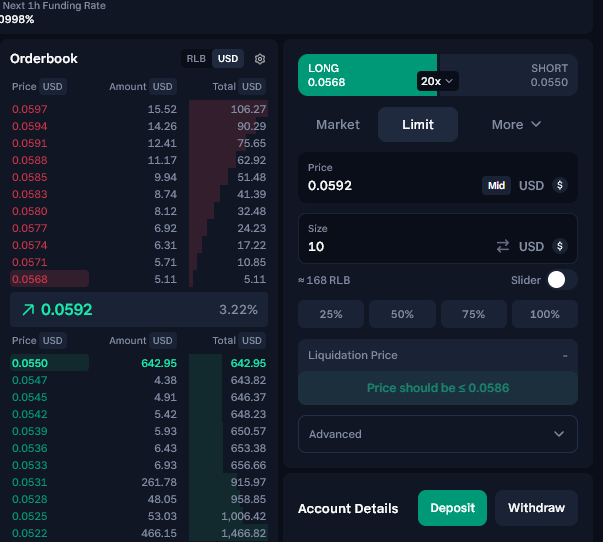 Next 1h Funding Rate
0998%
Orderbook
RLB USD
Price USD Amount USD Total USD
0.0597 15.52 106.27
0.0594 14.26 90.29
0.0591 12.41 75.65
0.0588 11.17 62.92
0.0585 9.94 51.48
0.0583 8.74 41.39
0.0580 8.12 32.48
0.0577 6.92 24.23
0.0574 6.31 17.22
0.0571 5.71 10.85
0.0568 5.11 5.11
0.0592 3.22%
Price USD Amount USD Total USD
0.0550 642.95 642.95
0.0547 4.38 643.82
0.0545 4.91 646.37
0.0542 5.42 648.23
0.0539 5.93 650.57
0.0536 6.43 653.38
0.0533 6.93 656.66
0.0531 261.78 915.97
0.0528 48.05 958.85
0.0525 53.03 1,006.42
0.0522 466.15 1,466.82
LONG SHORT
0.0568 20x 0.0550
Market Limit More
Price
0.0592 Mid USD $
Size
10 USD $
≈ 168 RLB Slider
25% 50% 75% 100%
Liquidation Price -
Price should be ≤ 0.0586
Advanced
Account Details Deposit Withdraw